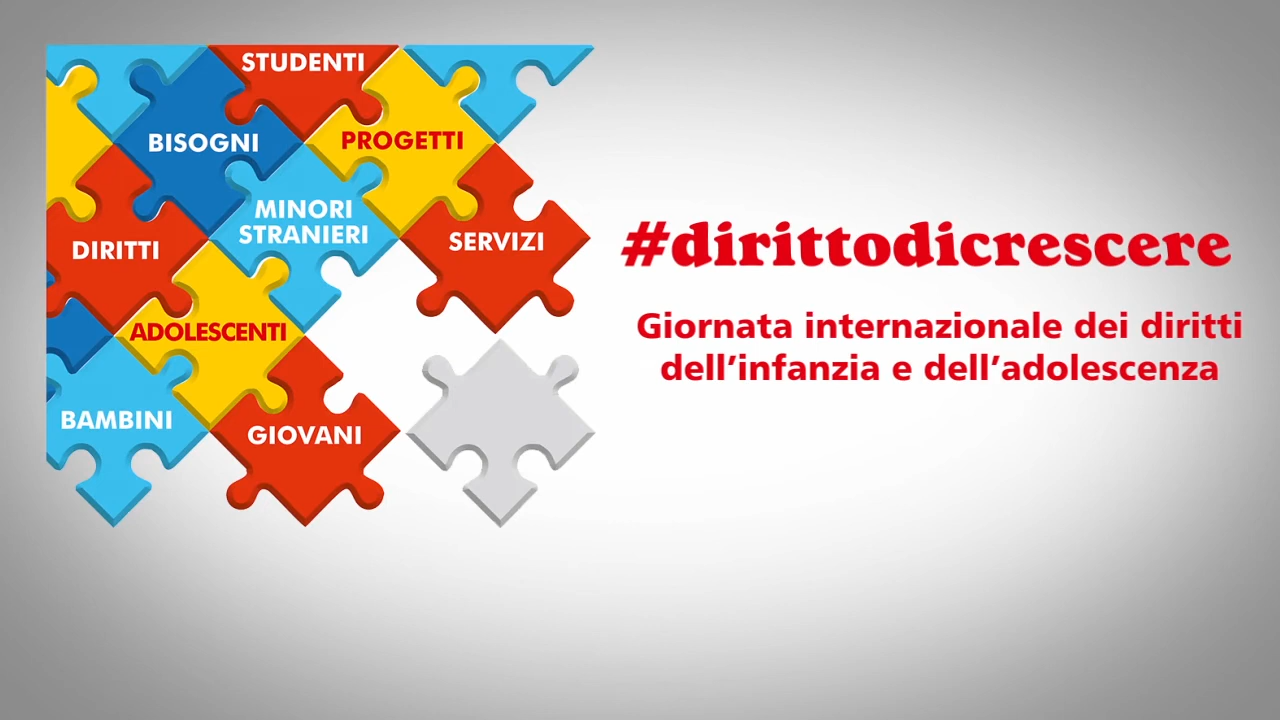 STUDENTI
BISOGNI
PROGETTI
MINORI
STRANIERI
DIRITTI
SERVIZI
ADOLESCENTI
BAMBINI
GIOVANI
#dirittodicrescere
Giornata internazionale dei diritti
dell’infanzia e dell’adolescenza